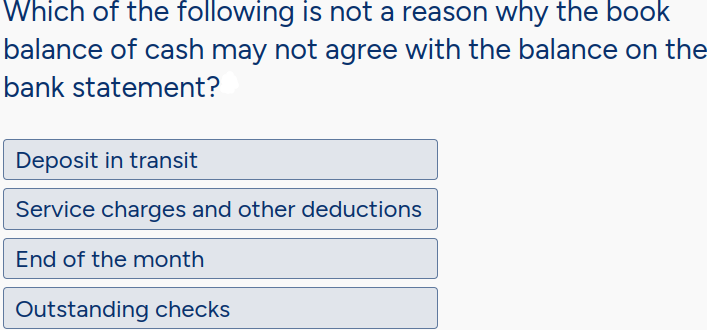 Which of the following is not a reason why the book
balance of cash may not agree with the balance on the
bank statement?
Deposit in transit
Service charges and other deductions
End of the month
Outstanding checks